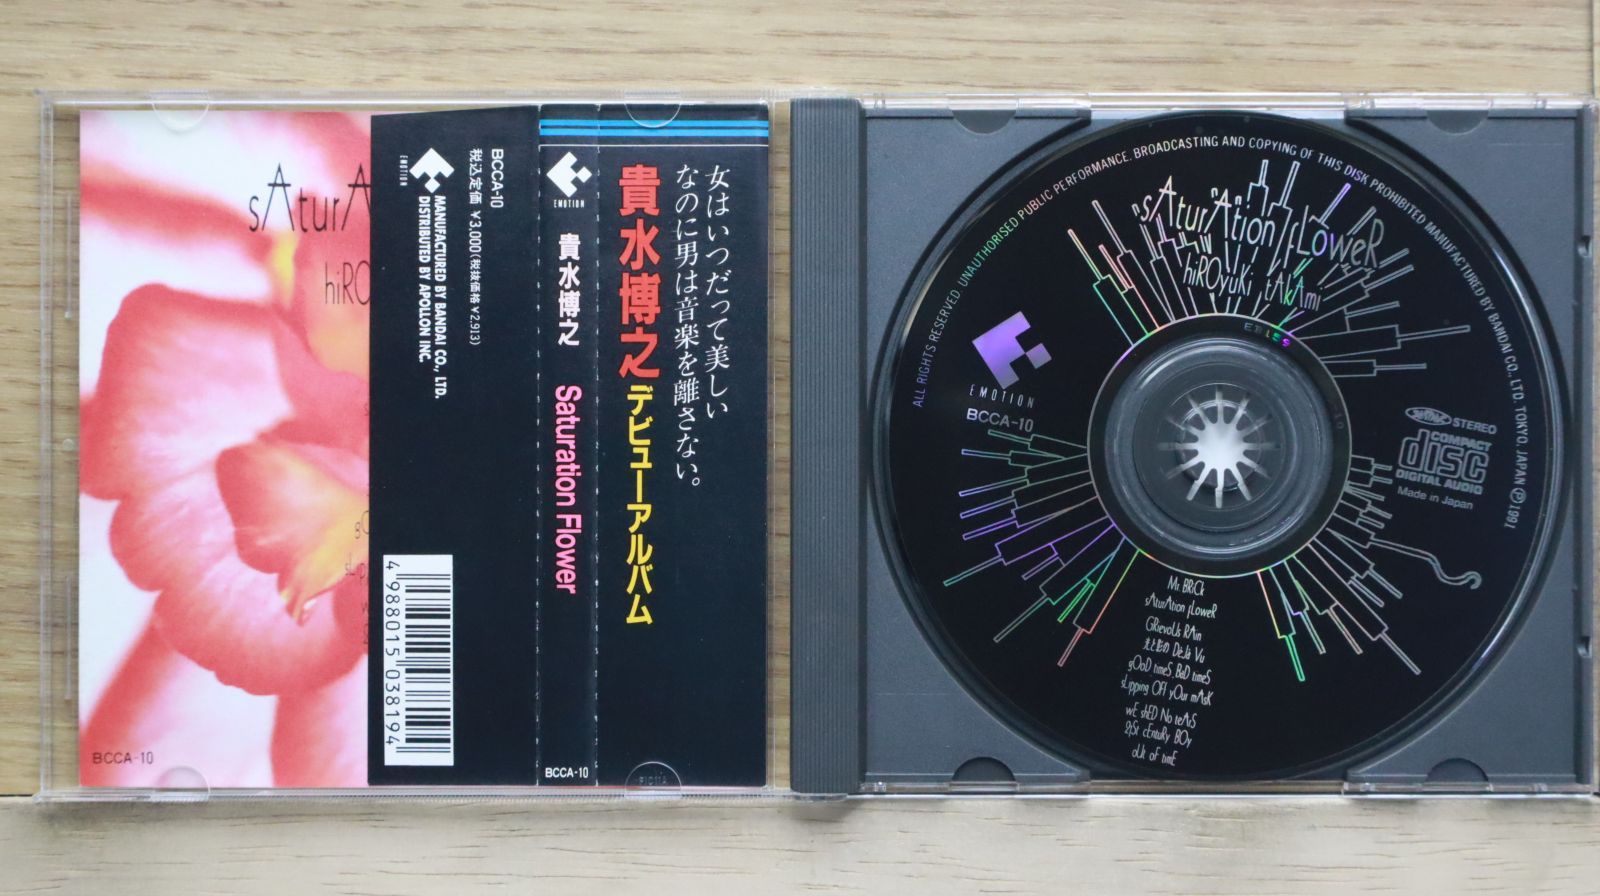 sAturA
hiRO
BCCA-10
EMOTION
MANUFACTURED BY BANDAI CO., LTD.
DISTRIBUTED BY APOLLON INC.
BCCA-10
税込定価 ¥3,000(税抜価格 ¥2,913)
4 988015 038194
EMOTION
貴水博之
Saturation Flower
BCCA-10
女はいつだって美しい
なのに男は音楽を離さない。
貴水博之デビューアルバム
ALL RIGHTS RESERVED. UNAUTHORISED PUBLIC PERFORMANCE. BROADCASTING AND COPYING OF THIS DISK PROHIBITED MANUFACTURED BY BANDAI CO., LTD. TOKYO, JAPAN Ⓟ1991
sAturAtion fLoweR
hiROyuKi tAkAmi
EMOTION
BCCA-10
STEREO
COMPACT
disc
DIGITAL AUDIO
Made in Japan
Mr. BRiCk
sAturAtion fLoweR
GRievoUs RAin
DeJa Vu
gOoD timeS, BaD timeS
sLipping OFf yOur mAsK
wE shED No teArS
21St cEntuRy BOy
oUt oF timE